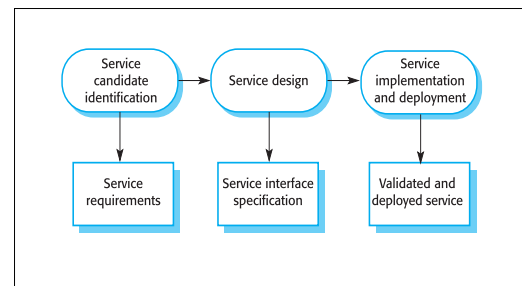 Service
candidate
identification
Service design
Service
implementation
and deployment
Service
requirements
Service interface
specification
Validated and
deployed service